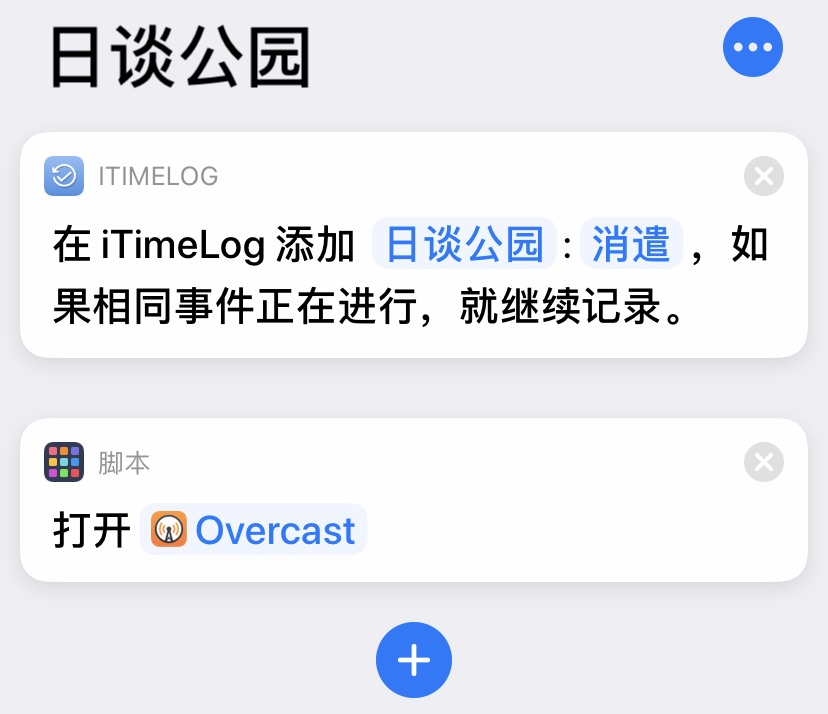 日谈公园
ITIMELOG
在 iTimeLog 添加 日谈公园 : 消遣 ，如
果相同事件正在进行，就继续记录。
脚本
打开 Overcast